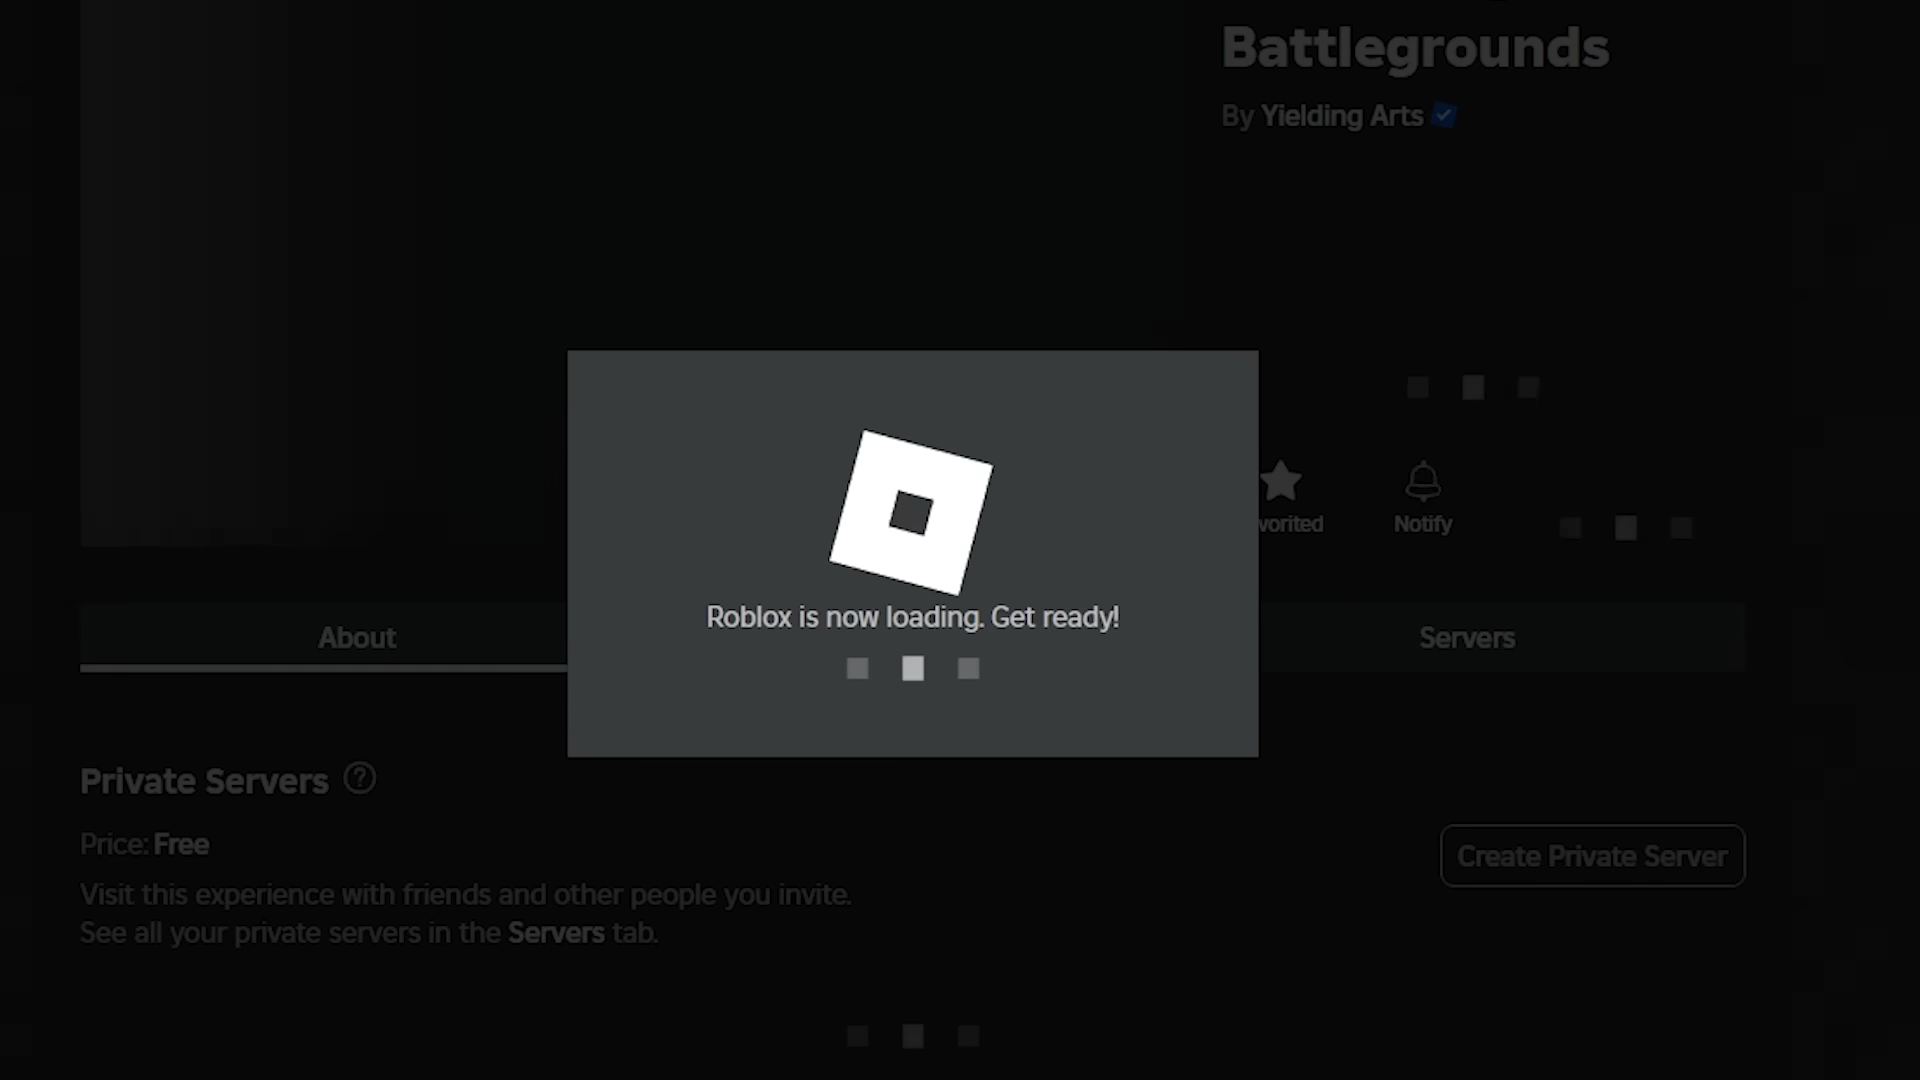 Battlegrounds
By Yielding Arts
vorited
Notify
Roblox is now loading. Get ready!
About
Servers
Private Servers
Price: Free
Create Private Server
Visit this experience with friends and other people you invite.
See all your private servers in the Servers tab.